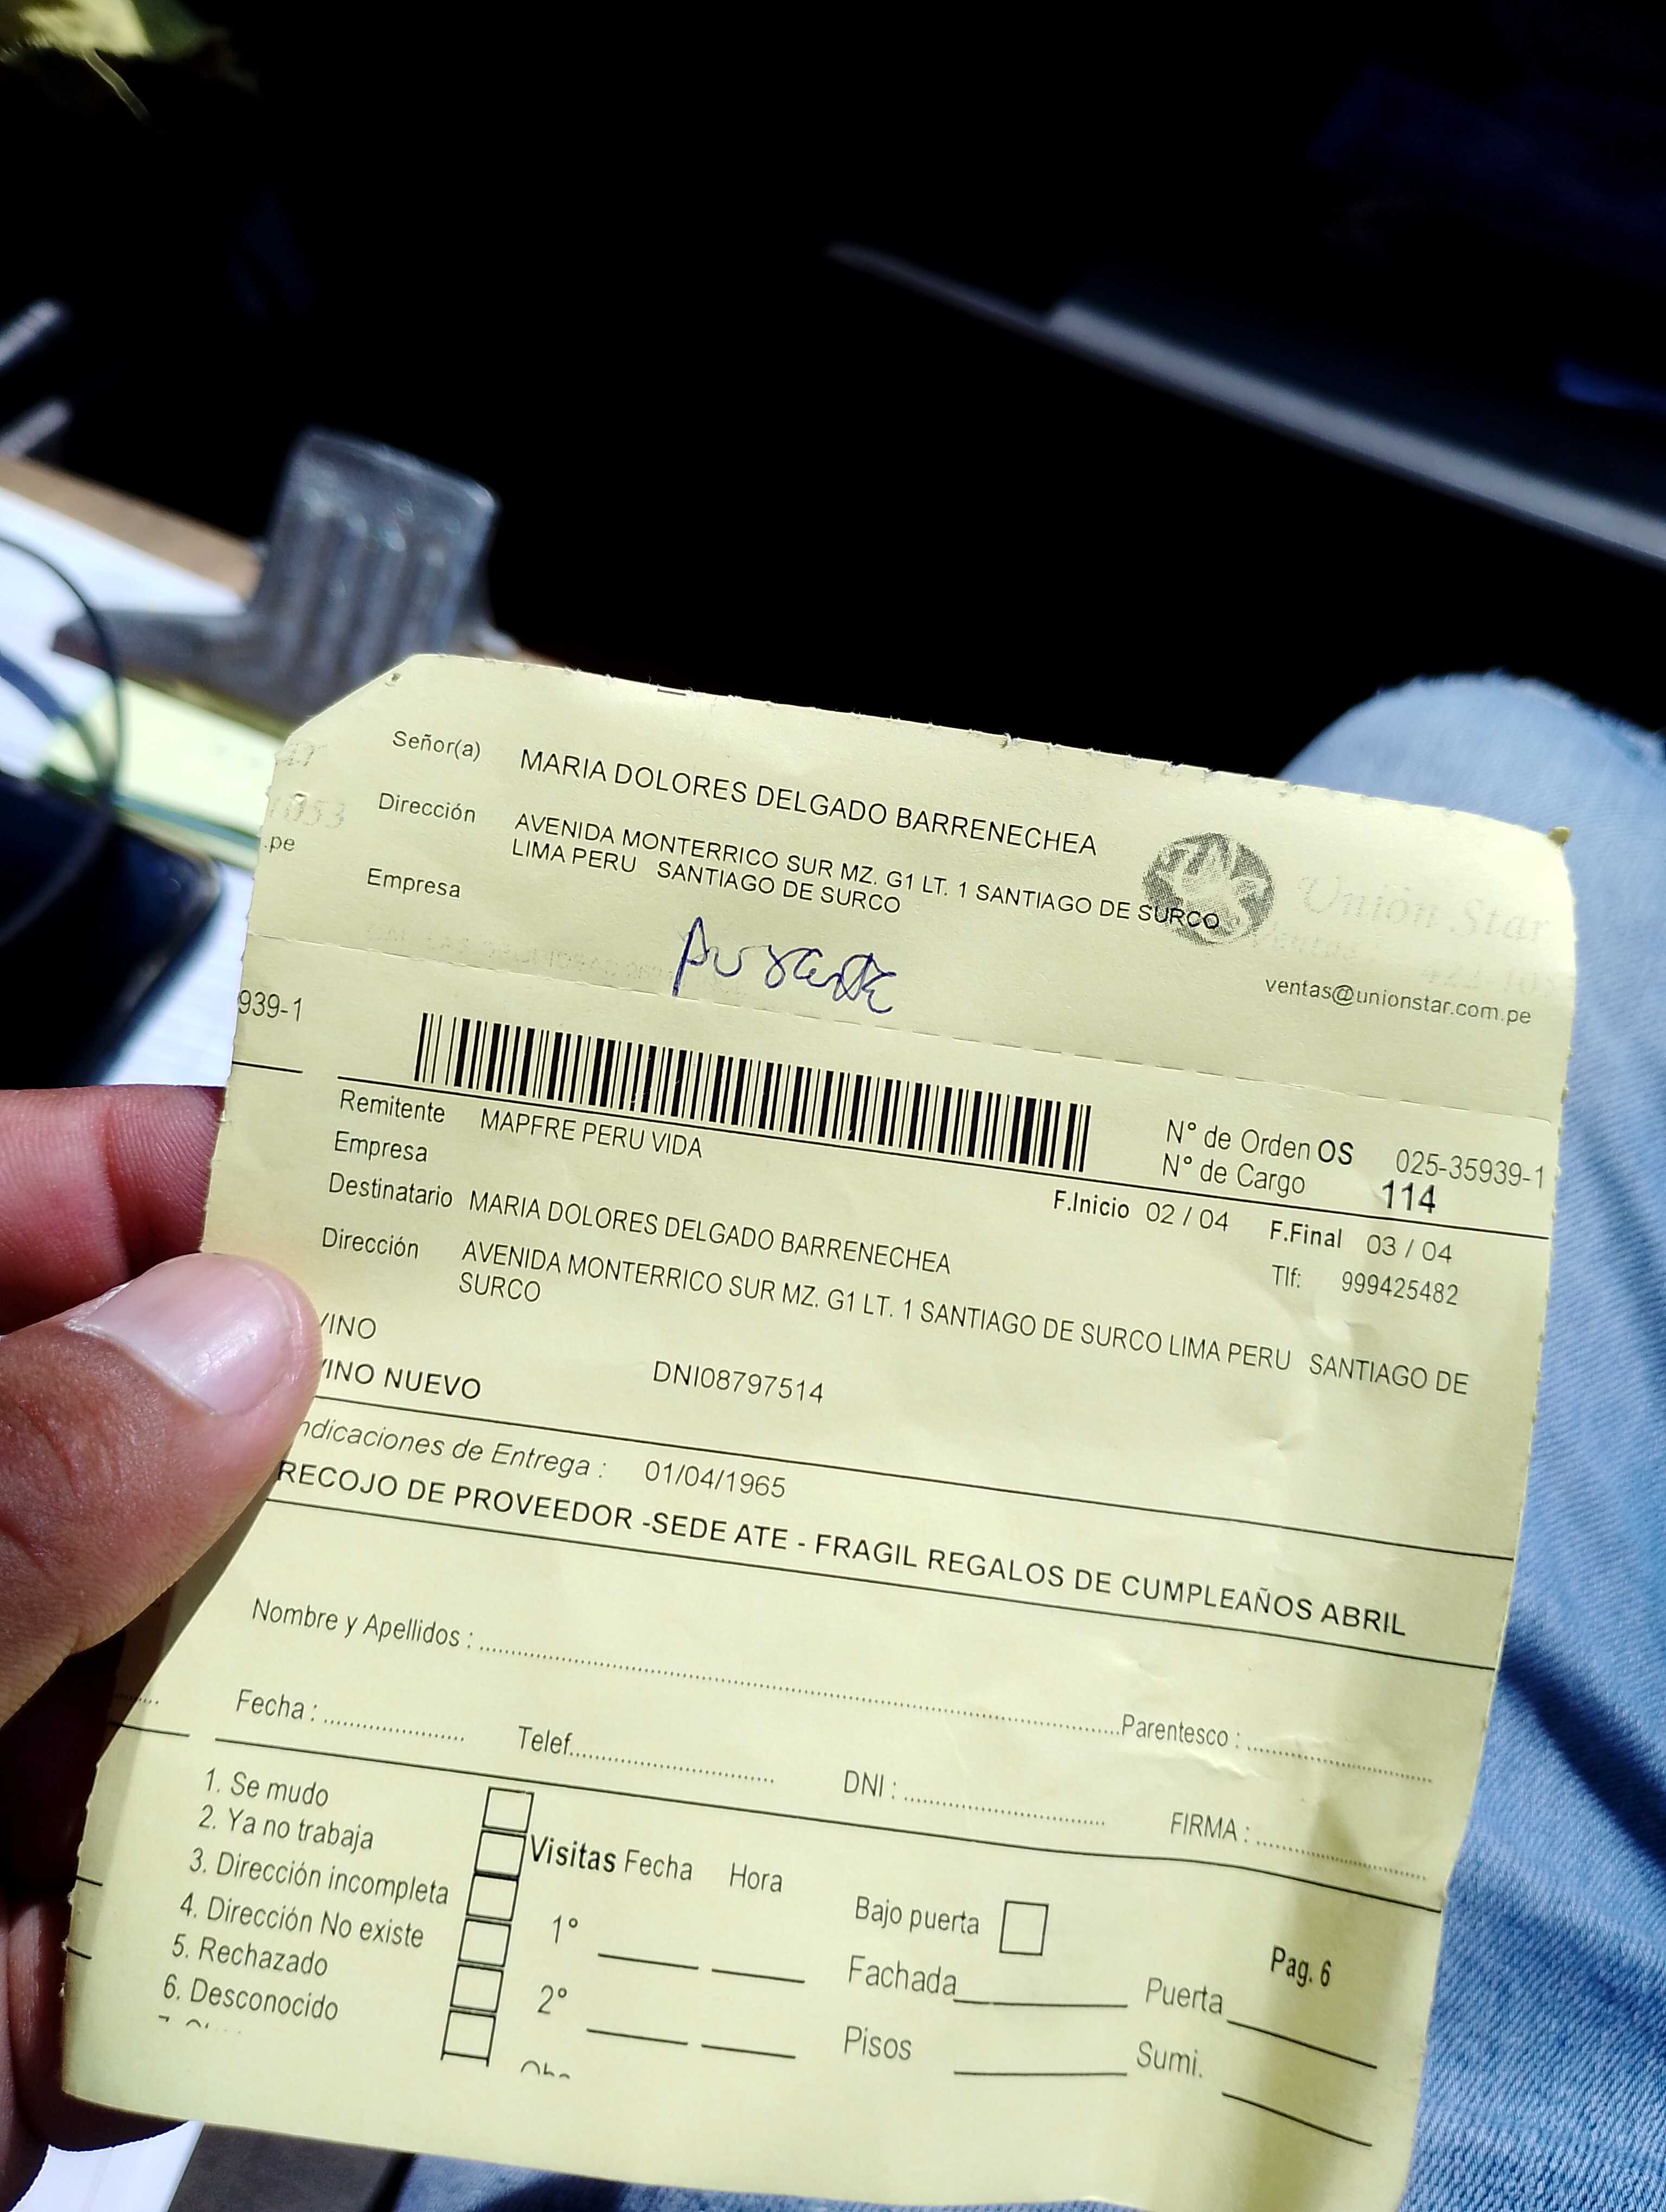 Señor(a) MARIA DOLORES DELGADO BARRENECHEA
Dirección AVENIDA MONTERRICO SUR MZ. G1 LT. 1 SANTIAGO DE SURCO
LIMA PERU SANTIAGO DE SURCO
.pe
Empresa
Unión Star
Ventas
ventas@unionstar.com.pe
939-1
Remitente MAPFRE PERU VIDA
N° de Orden OS 025-35939-1
Empresa
N° de Cargo 114
Destinatario MARIA DOLORES DELGADO BARRENECHEA
F.Inicio 02 / 04 F.Final 03 / 04
Dirección AVENIDA MONTERRICO SUR MZ. G1 LT. 1 SANTIAGO DE SURCO LIMA PERU SANTIAGO DE
SURCO
Tlf: 999425482
VINO
VINO NUEVO DNI08797514
ndicaciones de Entrega : 01/04/1965
RECOJO DE PROVEEDOR -SEDE ATE - FRAGIL REGALOS DE CUMPLEAÑOS ABRIL
Nombre y Apellidos : Parentesco :
Fecha : Telef. DNI : FIRMA :
1. Se mudo
2. Ya no trabaja
3. Dirección incompleta
4. Dirección No existe
5. Rechazado
6. Desconocido
Visitas Fecha Hora
1°
2°
Bajo puerta
Pag. 6
Fachada Puerta
Pisos Sumi.